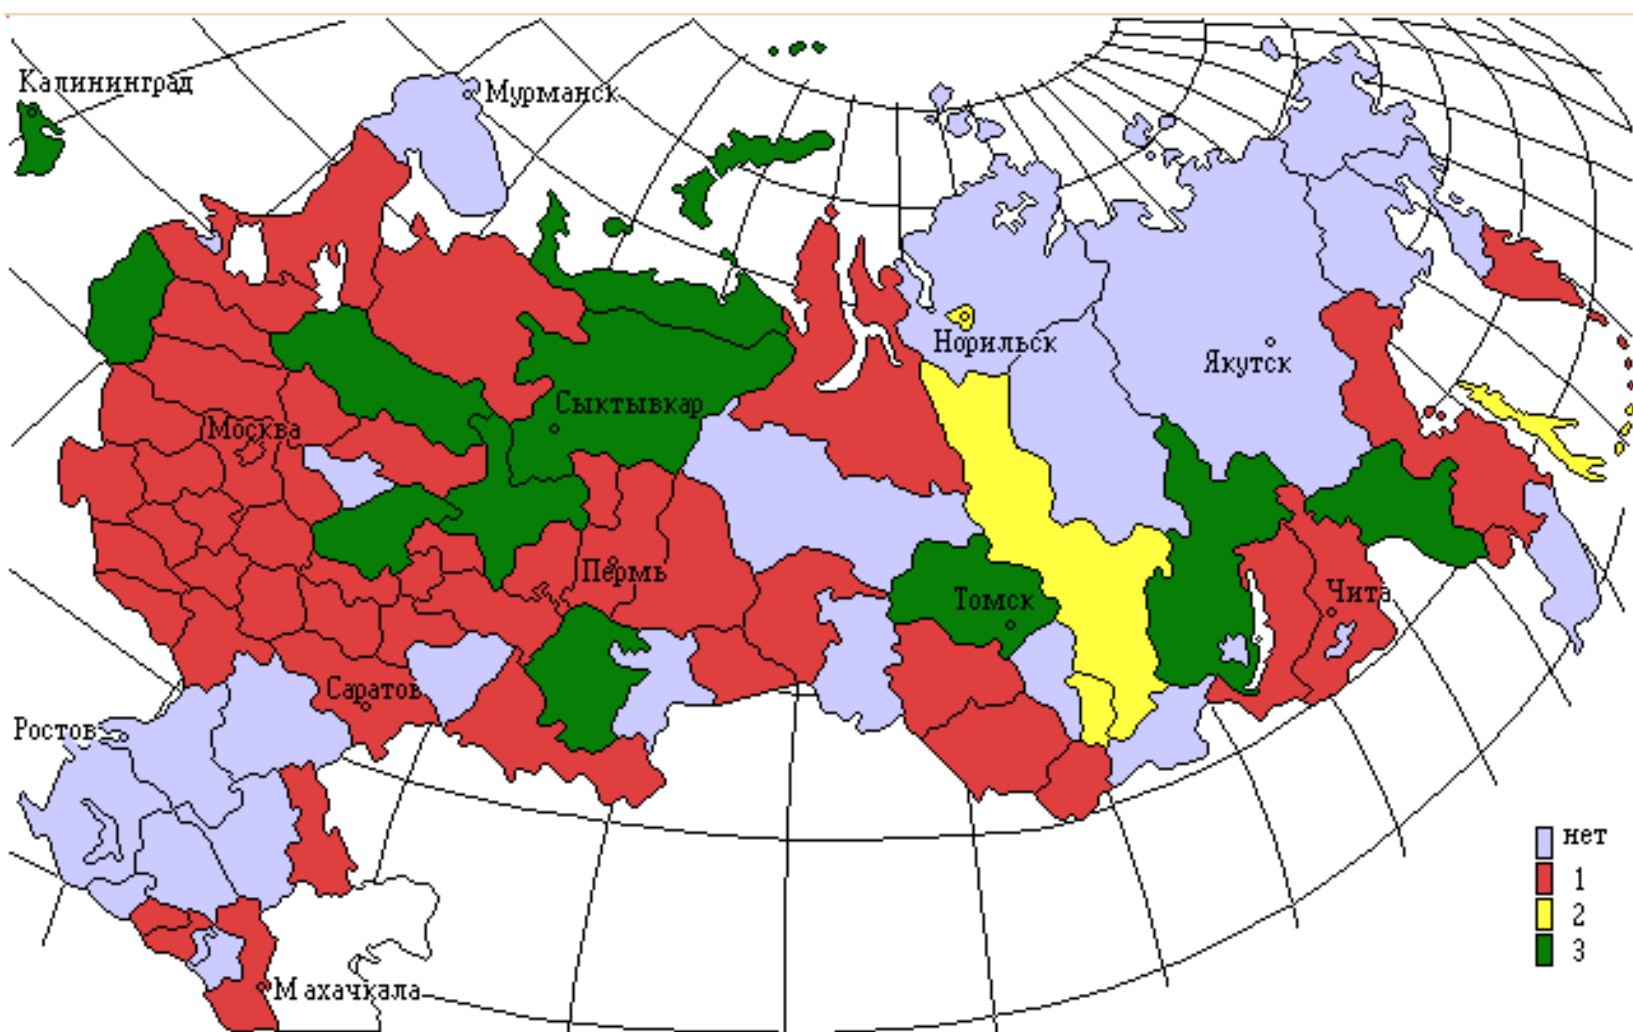 Калининград
Мурманск
Норильск
Якутск
Сыктывкар
Москва
Пермь
Томск
Чита
Саратов
Ростов
Махачкала
нет
1
2
3